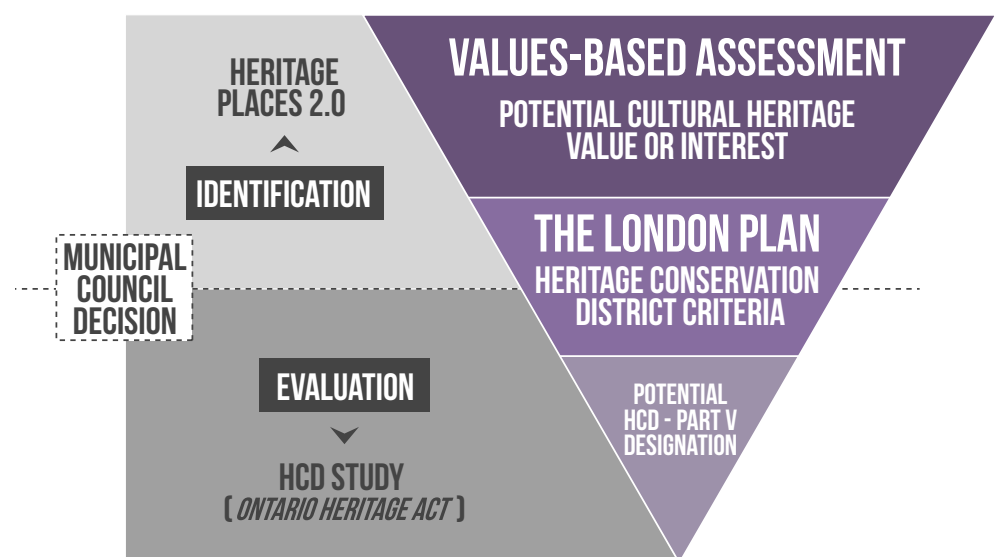 HERITAGE
PLACES 2.0
IDENTIFICATION
MUNICIPAL
COUNCIL
DECISION
EVALUATION
HCD STUDY
( ONTARIO HERITAGE ACT )
VALUES-BASED ASSESSMENT
POTENTIAL CULTURAL HERITAGE
VALUE OR INTEREST
THE LONDON PLAN
HERITAGE CONSERVATION
DISTRICT CRITERIA
POTENTIAL
HCD - PART V
DESIGNATION